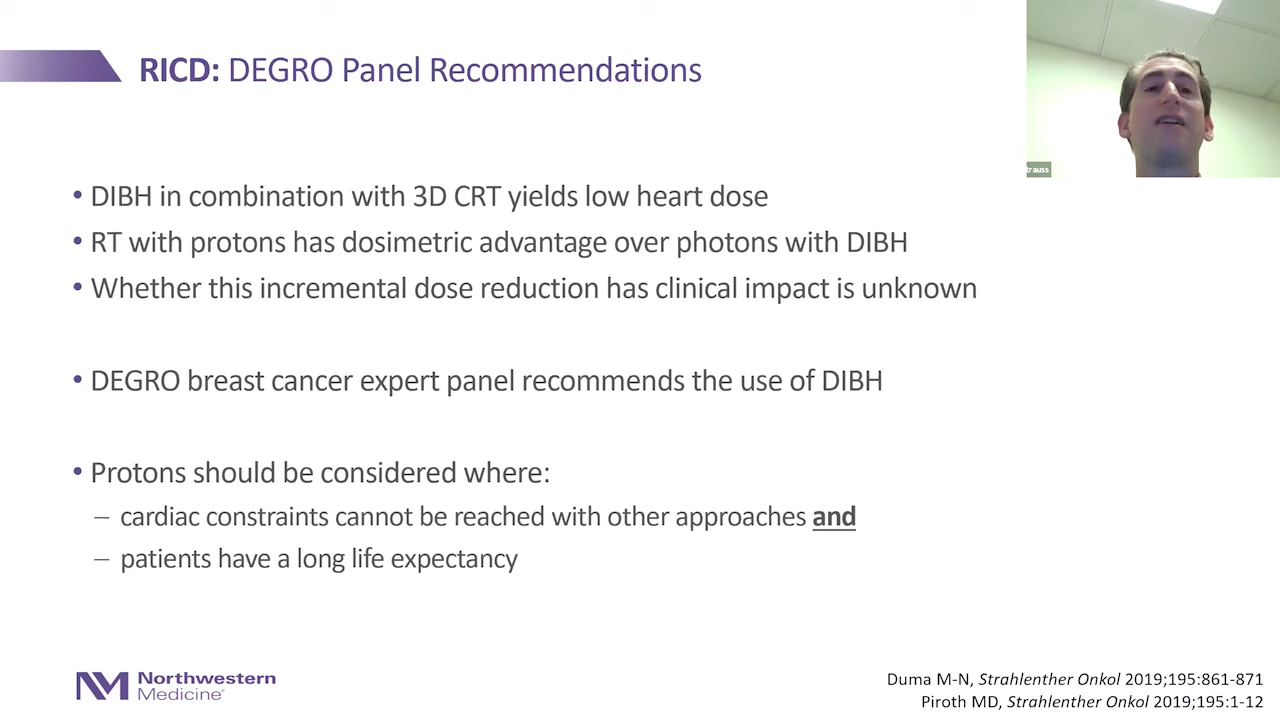 RICD: DEGRO Panel Recommendations
trauss
• DIBH in combination with 3D CRT yields low heart dose
• RT with protons has dosimetric advantage over photons with DIBH
• Whether this incremental dose reduction has clinical impact is unknown
• DEGRO breast cancer expert panel recommends the use of DIBH
• Protons should be considered where:
– cardiac constraints cannot be reached with other approaches and
– patients have a long life expectancy
NM Northwestern
Medicine®
Duma M-N, Strahlenther Onkol 2019;195:861-871
Piroth MD, Strahlenther Onkol 2019;195:1-12